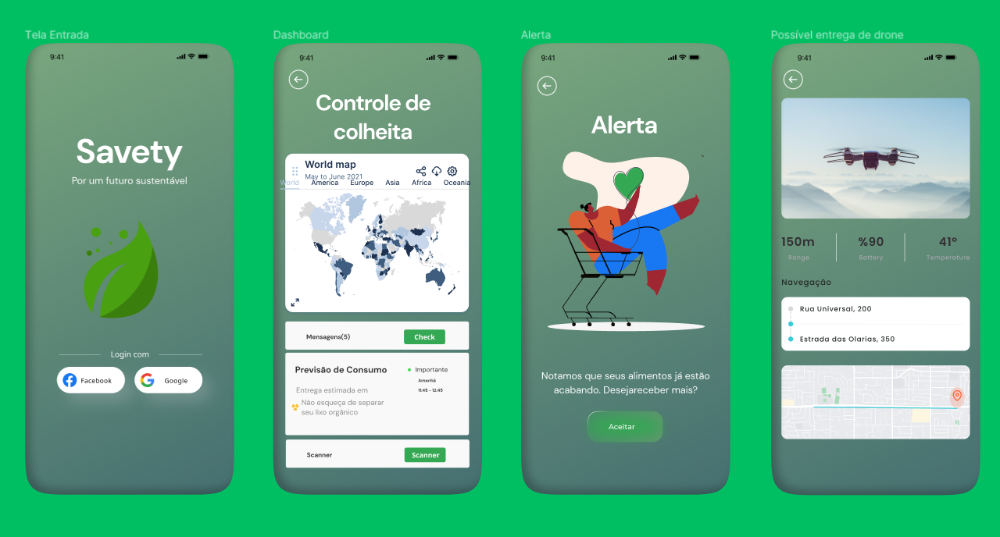 Tela Entrada
9:41
Savety
Por um futuro sustentável
Login com
Facebook
Google
Dashboard
9:41
Controle de
colheita
World map
May to June 2021
World America Europe Asia Africa Oceania
Mensagens(5)
Check
Previsão de Consumo
Importante
Amanhã
11:45 - 12:45
Entrega estimada em
Não esqueça de separar
seu lixo orgânico
Scanner
Scanner
Alerta
9:41
Alerta
Notamos que seus alimentos já estão
acabando. Desejareceber mais?
Aceitar
Possível entrega de drone
9:41
150m %90 41°
Range Battery Temperature
Navegação
Rua Universal, 200
Estrada das Olarias, 350